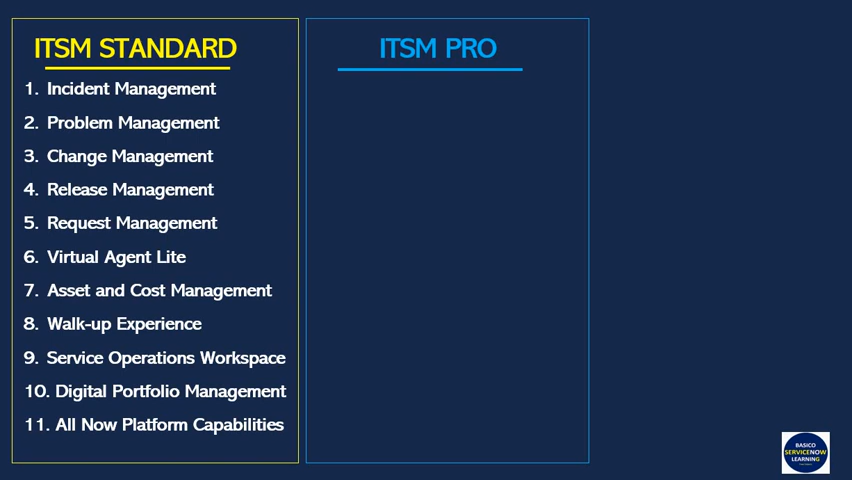 ITSM STANDARD
1. Incident Management
2. Problem Management
3. Change Management
4. Release Management
5. Request Management
6. Virtual Agent Lite
7. Asset and Cost Management
8. Walk-up Experience
9. Service Operations Workspace
10. Digital Portfolio Management
11. All Now Platform Capabilities
ITSM PRO
BASICO
SERVICENOW
LEARNING